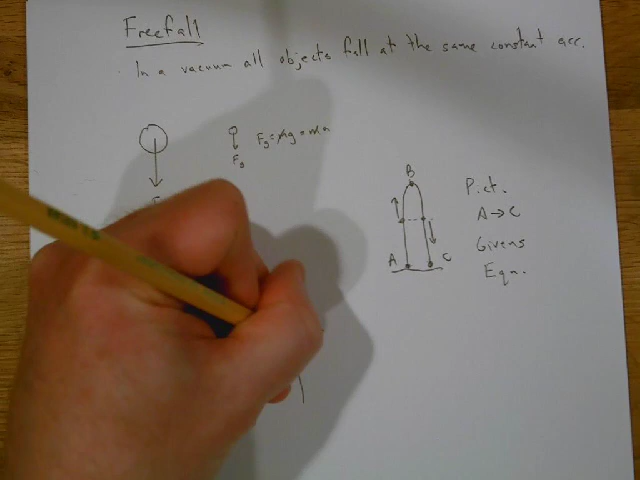 Freefall
· In a vacuum all objects fall at the same constant acc.
Fg = mg = ma
Fg
B
A
C
Pict.
A → C
Givens
Eqn.